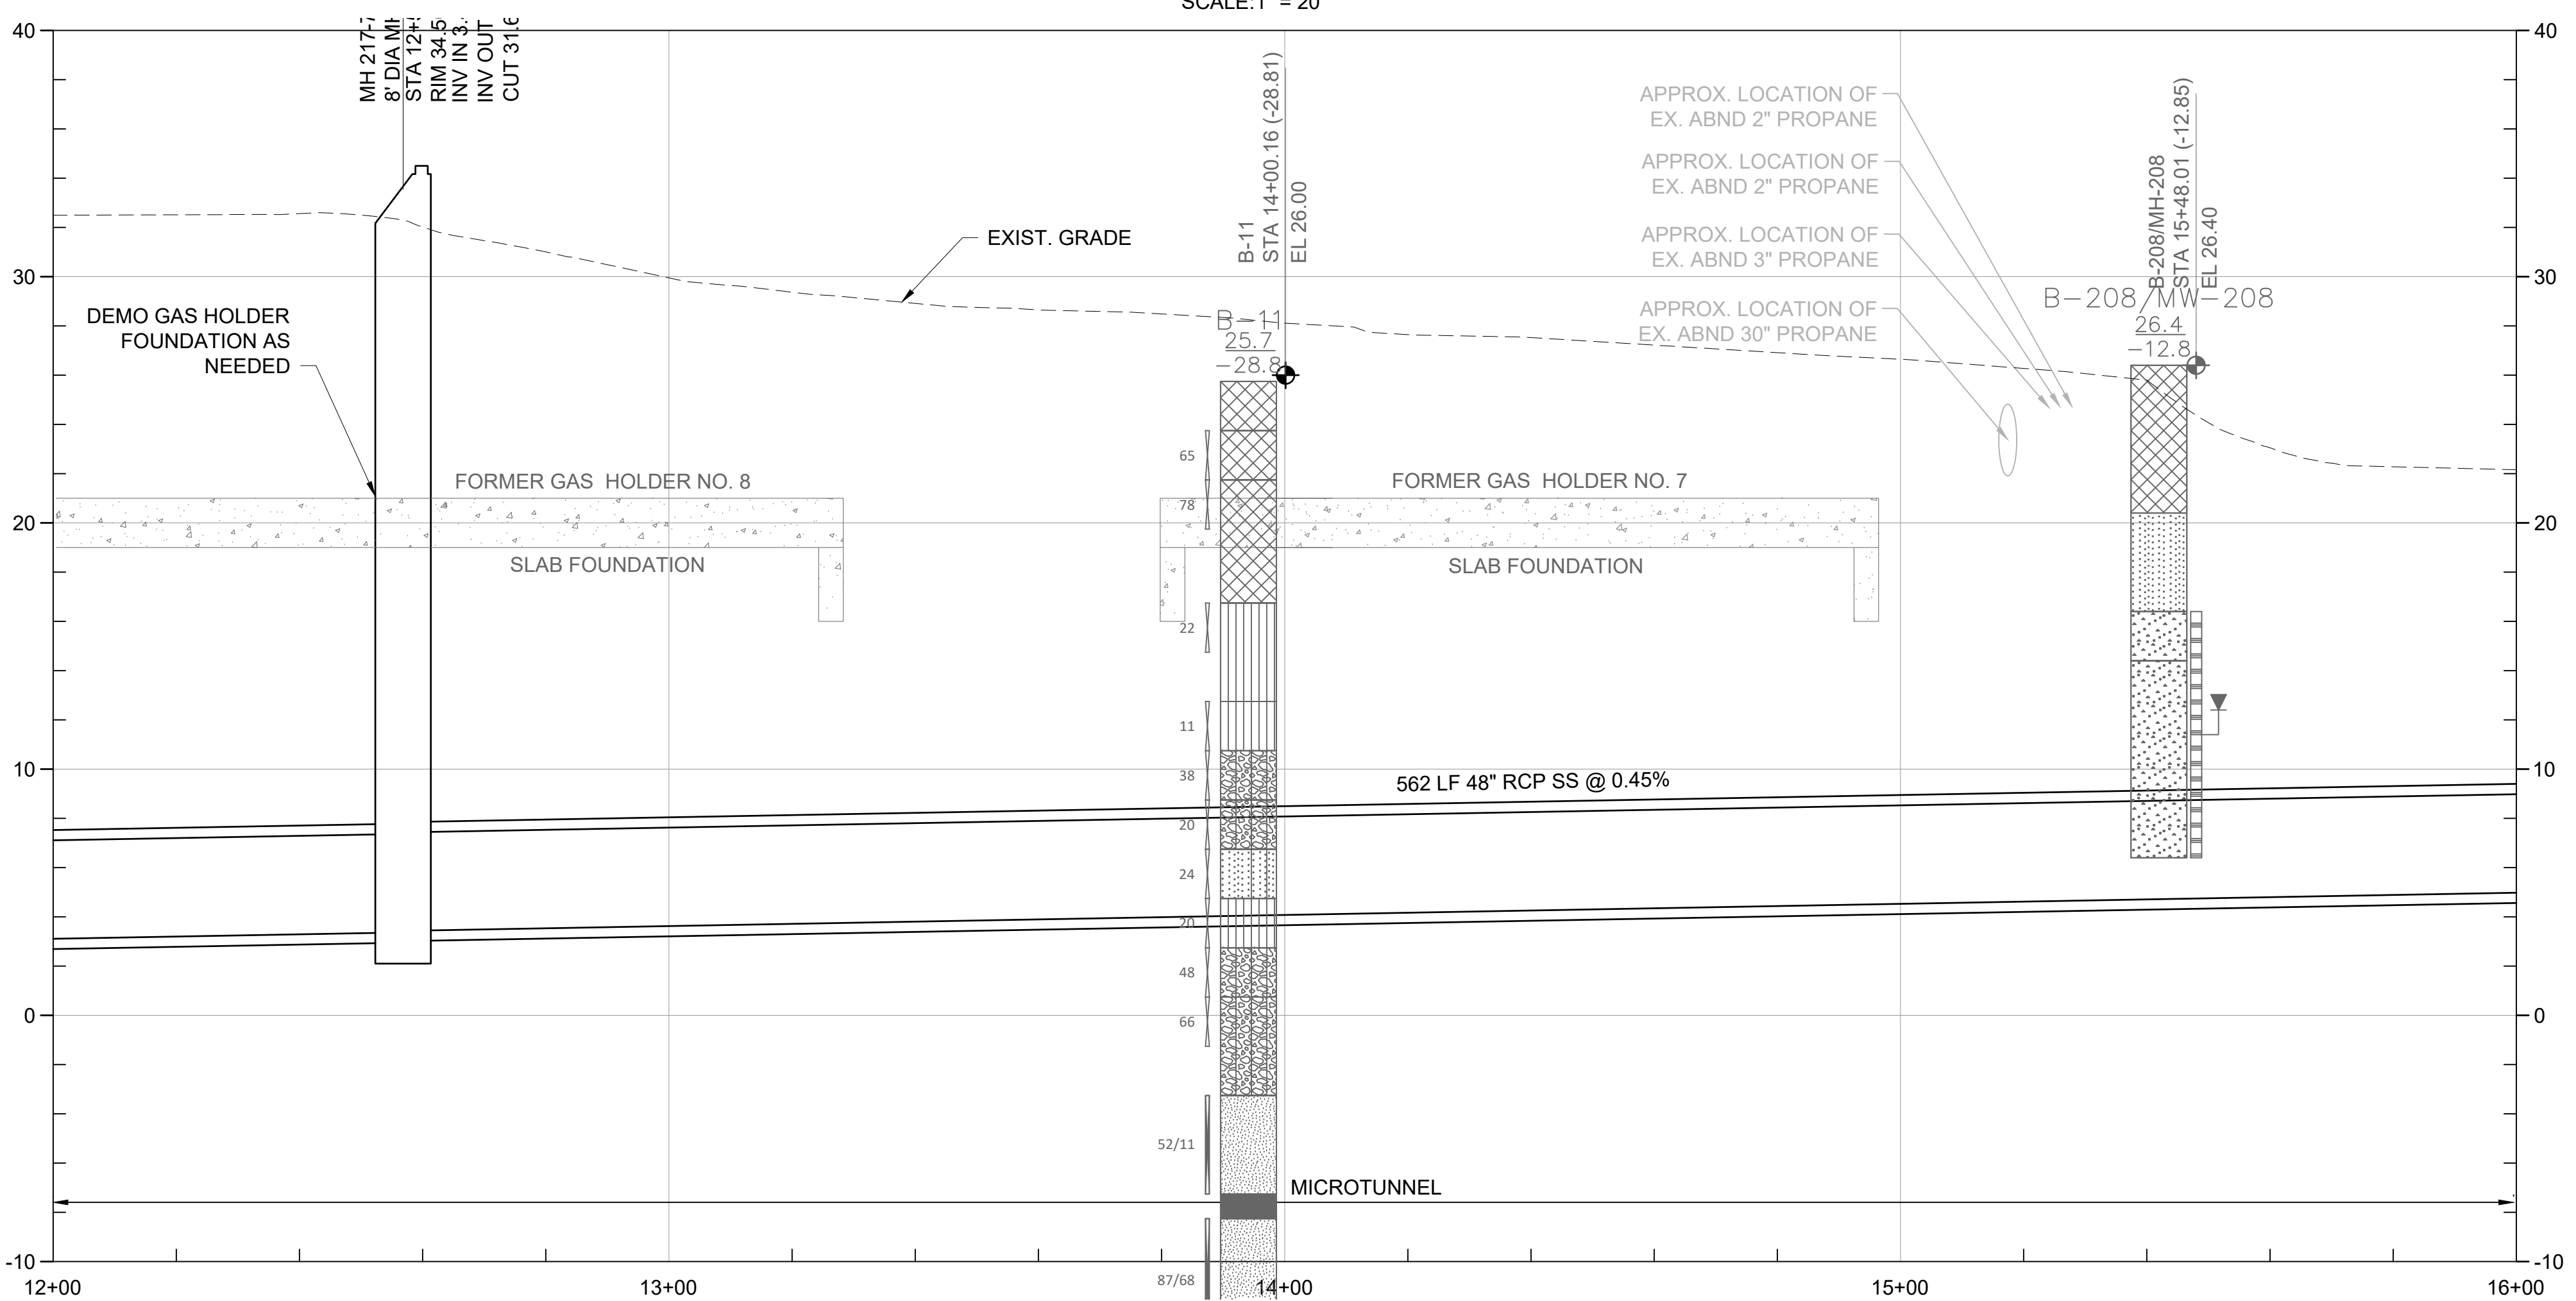 SCALE:1" = 20'
40
30
20
10
0
-10
MH 217-
8' DIA
STA 12+
RIM 34.5
INV IN 3.
INV OUT
CUT 31.6
EXIST. GRADE
DEMO GAS HOLDER
FOUNDATION AS
NEEDED
FORMER GAS HOLDER NO. 8
SLAB FOUNDATION
B-11
STA 14+00.16 (-28.81)
EL 26.00
B-11
25.7
-28.8
65
78
22
11
38
20
24
20
48
66
52/11
87/68
FORMER GAS HOLDER NO. 7
SLAB FOUNDATION
562 LF 48" RCP SS @ 0.45%
MICROTUNNEL
APPROX. LOCATION OF
EX. ABND 2" PROPANE
APPROX. LOCATION OF
EX. ABND 2" PROPANE
APPROX. LOCATION OF
EX. ABND 3" PROPANE
APPROX. LOCATION OF
EX. ABND 30" PROPANE
B-208/MH-208
STA 15+48.01 (-12.85)
EL 26.40
B-208/MW-208
26.4
-12.8
40
30
20
10
0
-10
12+00
13+00
14+00
15+00
16+00